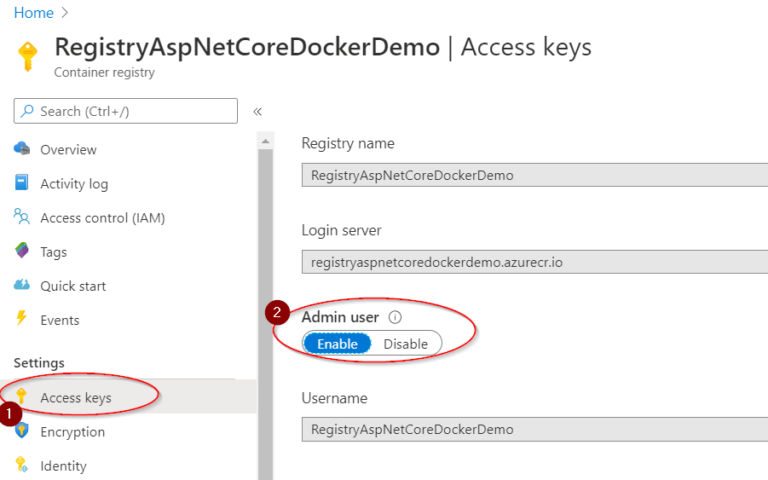 Home >
RegistryAspNetCoreDockerDemo | Access keys
Container registry
Search (Ctrl+/)
«
Overview
Activity log
Access control (IAM)
Tags
Quick start
Events
Settings
1
Access keys
Encryption
Identity
Registry name
RegistryAspNetCoreDockerDemo
Login server
registryaspnetcoredockerdemo.azurecr.io
2
Admin user
Enable Disable
Username
RegistryAspNetCoreDockerDemo